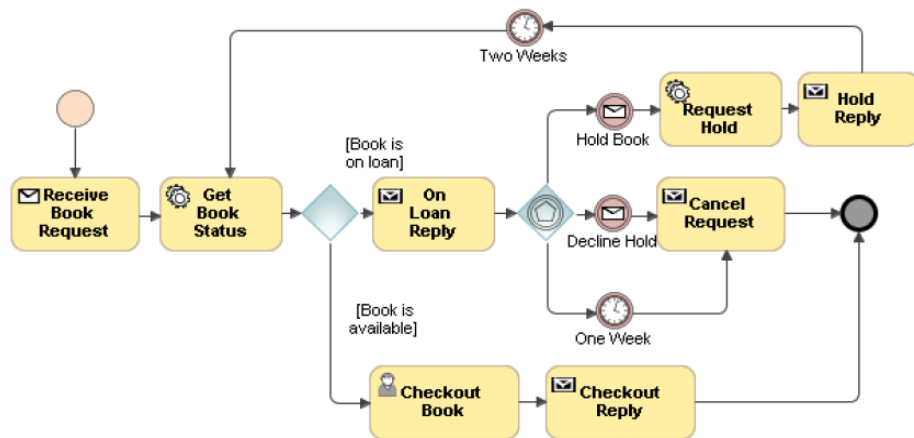 Two Weeks
Request
Hold
Hold
Reply
Hold Book
[Book is
on loan]
Receive
Book
Request
Get
Book
Status
On
Loan
Reply
Cancel
Request
Decline Hold
[Book is
available]
One Week
Checkout
Book
Checkout
Reply